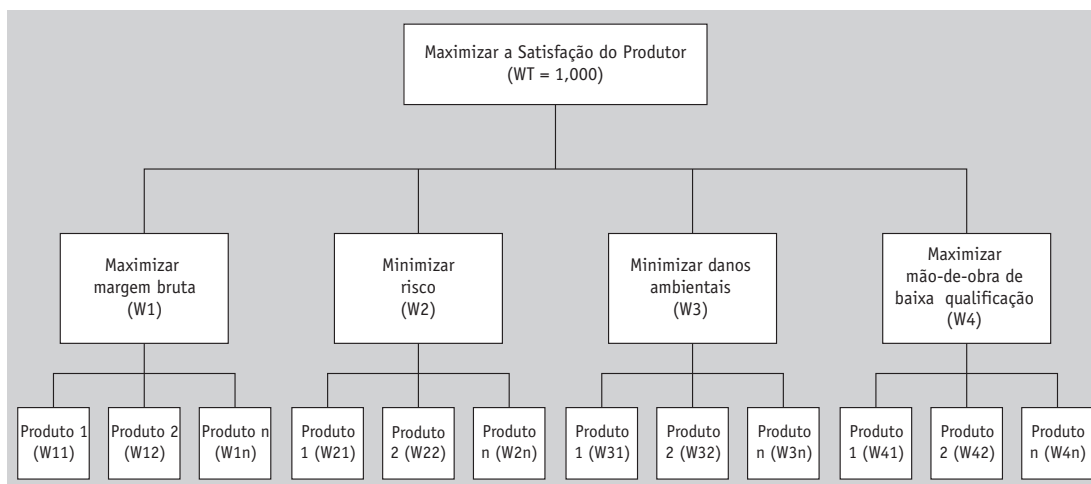 Maximizar a Satisfação do Produtor
(WT = 1,000)
Maximizar
margem bruta
(W1)
Minimizar
risco
(W2)
Minimizar danos
ambientais
(W3)
Maximizar
mão-de-obra de
baixa qualificação
(W4)
Produto 1
(W11)
Produto 2
(W12)
Produto n
(W1n)
Produto
1 (W21)
Produto
2 (W22)
Produto
n (W2n)
Produto
1 (W31)
Produto
2 (W32)
Produto
n (W3n)
Produto
1 (W41)
Produto
2 (W42)
Produto
n (W4n)